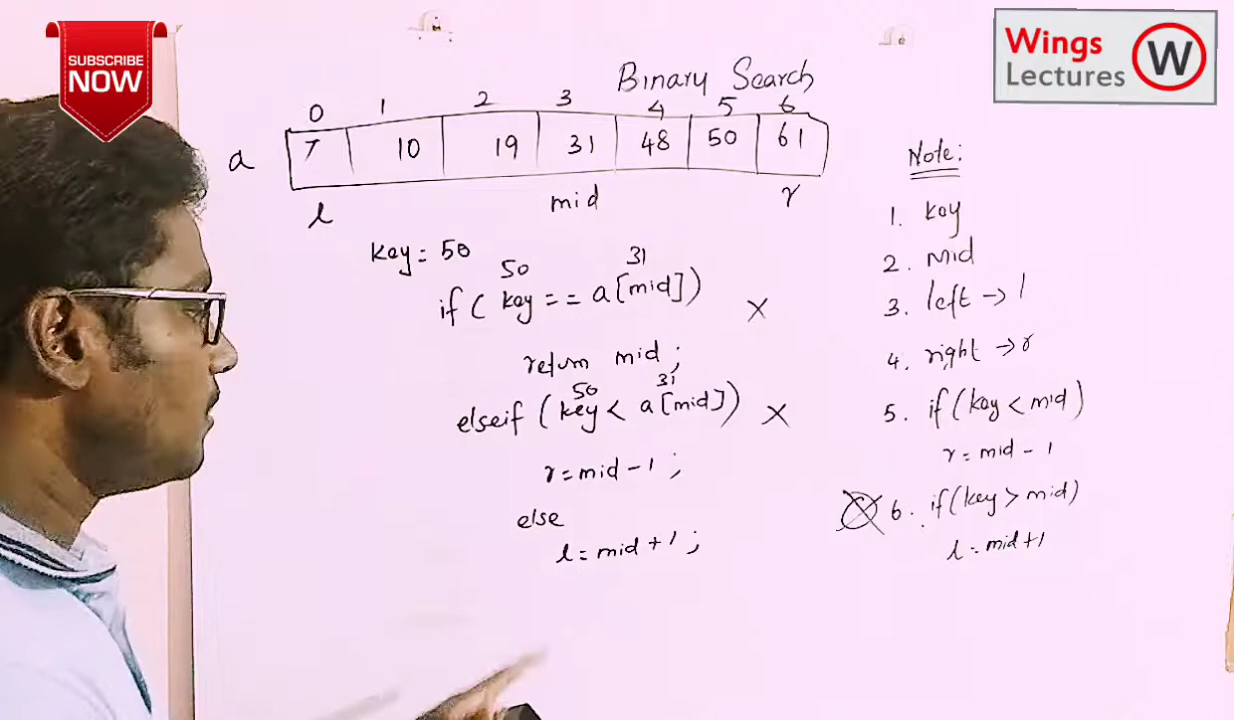 SUBSCRIBE
NOW
Wings
Lectures
W
Binary Search
0 1 2 3 4 5 6
a 7 10 19 31 48 50 61
l mid r
key = 50
50 31
if ( key == a[mid])
X
return mid ;
50 31
elseif ( key < a[mid]) X
r = mid - 1 ;
else
l = mid + 1 ;
Note:
1. key
2. mid
3. left → l
4. right → r
5. if (key < mid)
r = mid - 1
6. if (key > mid)
l = mid + 1